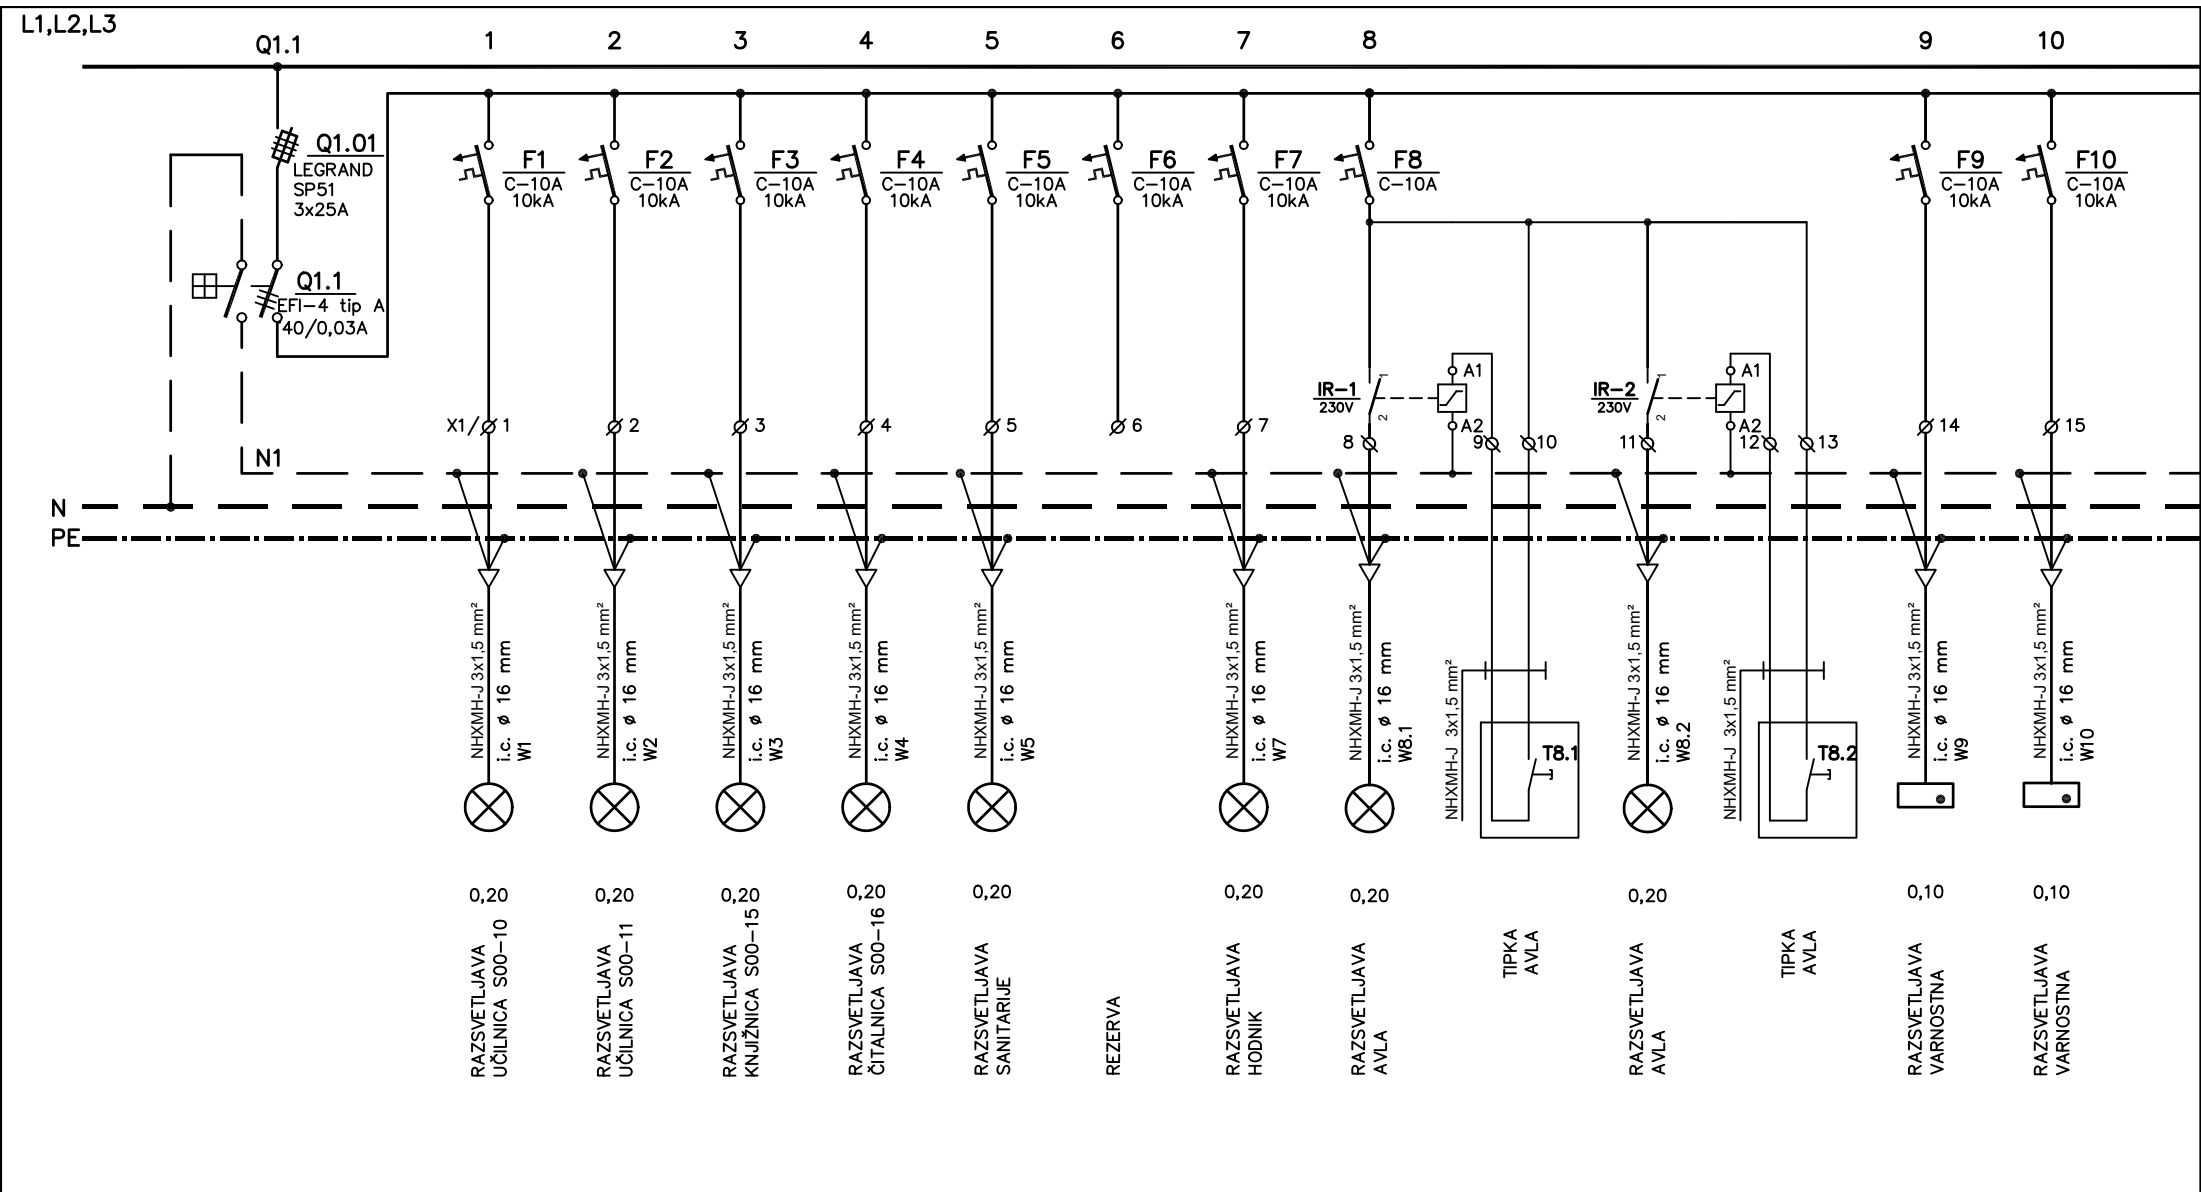 L1,L2,L3
Q1.1
1
2
3
4
5
6
7
8
9
10
Q1.01
LEGRAND
SP51
3x25A
Q1.1
EFI-4 tip A
40/0,03A
F1
C-10A
10kA
F2
C-10A
10kA
F3
C-10A
10kA
F4
C-10A
10kA
F5
C-10A
10kA
F6
C-10A
10kA
F7
C-10A
10kA
F8
C-10A
F9
C-10A
10kA
F10
C-10A
10kA
IR-1
230V
1
2
A1
A2
IR-2
230V
1
2
A1
A2
X1/ 1
2
3
4
5
6
7
8
9
10
11
12
13
14
15
N1
N
PE
NHXMH-J 3x1,5 mm²
i.c. ø 16 mm
W1
NHXMH-J 3x1,5 mm²
i.c. ø 16 mm
W2
NHXMH-J 3x1,5 mm²
i.c. ø 16 mm
W3
NHXMH-J 3x1,5 mm²
i.c. ø 16 mm
W4
NHXMH-J 3x1,5 mm²
i.c. ø 16 mm
W5
NHXMH-J 3x1,5 mm²
i.c. ø 16 mm
W7
NHXMH-J 3x1,5 mm²
i.c. ø 16 mm
W8.1
NHXMH-J 3x1,5 mm²
T8.1
NHXMH-J 3x1,5 mm²
i.c. ø 16 mm
W8.2
NHXMH-J 3x1,5 mm²
T8.2
NHXMH-J 3x1,5 mm²
i.c. ø 16 mm
W9
NHXMH-J 3x1,5 mm²
i.c. ø 16 mm
W10
0,20
0,20
0,20
0,20
0,20
0,20
0,20
0,20
0,10
0,10
RAZSVETLJAVA
UČILNICA S00-10
RAZSVETLJAVA
UČILNICA S00-11
RAZSVETLJAVA
KNJIŽNICA S00-15
RAZSVETLJAVA
ČITALNICA S00-16
RAZSVETLJAVA
SANITARIJE
REZERVA
RAZSVETLJAVA
HODNIK
RAZSVETLJAVA
AVLA
TIPKA
AVLA
RAZSVETLJAVA
AVLA
TIPKA
AVLA
RAZSVETLJAVA
VARNOSTNA
RAZSVETLJAVA
VARNOSTNA